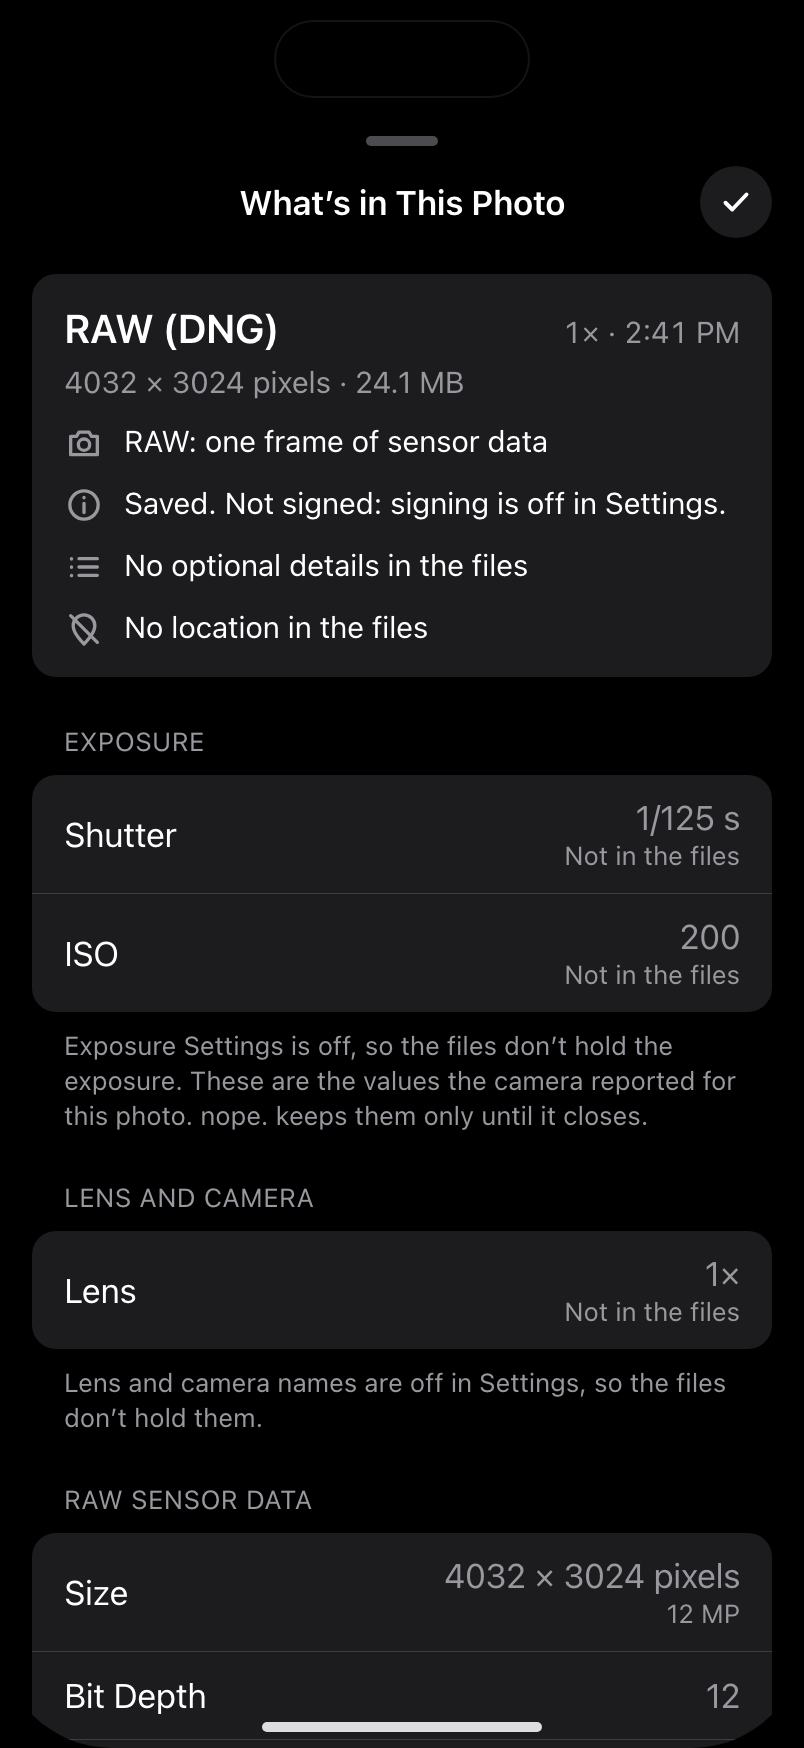 What’s in This Photo
RAW (DNG)
1× · 2:41 PM
4032 × 3024 pixels · 24.1 MB
RAW: one frame of sensor data
Saved. Not signed: signing is off in Settings.
No optional details in the files
No location in the files
EXPOSURE
Shutter
1/125 s
Not in the files
ISO
200
Not in the files
Exposure Settings is off, so the files don’t hold the
exposure. These are the values the camera reported for
this photo. nope. keeps them only until it closes.
LENS AND CAMERA
Lens
1×
Not in the files
Lens and camera names are off in Settings, so the files
don’t hold them.
RAW SENSOR DATA
Size
4032 × 3024 pixels
12 MP
Bit Depth
12